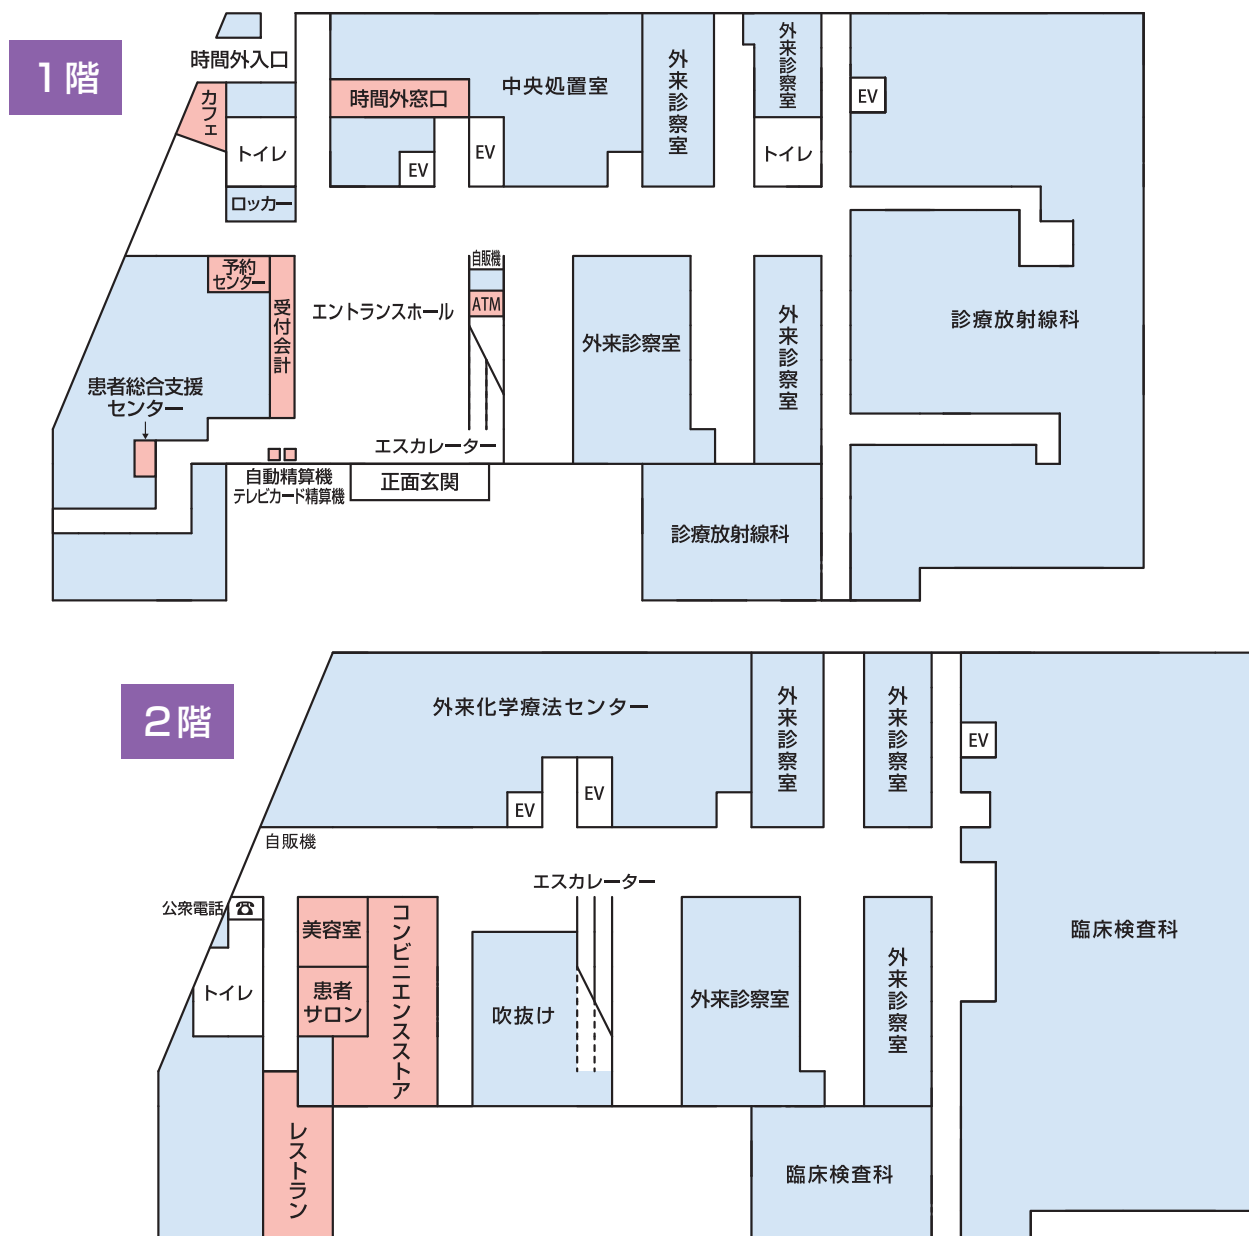 1階
時間外入口
カフェ
トイレ
ロッカー
時間外窓口
中央処置室
EV
EV
外来診察室
外来診察室
トイレ
EV
予約
センター
受付会計
エントランスホール
自販機
ATM
外来診察室
外来診察室
診療放射線科
患者総合支援
センター
エスカレーター
自動精算機
テレビカード精算機
正面玄関
診療放射線科
2階
外来化学療法センター
外来診察室
外来診察室
EV
EV
EV
自販機
エスカレーター
公衆電話
☎
美容室
コンビニエンスストア
トイレ
患者
サロン
吹抜け
外来診察室
外来診察室
臨床検査科
レストラン
臨床検査科